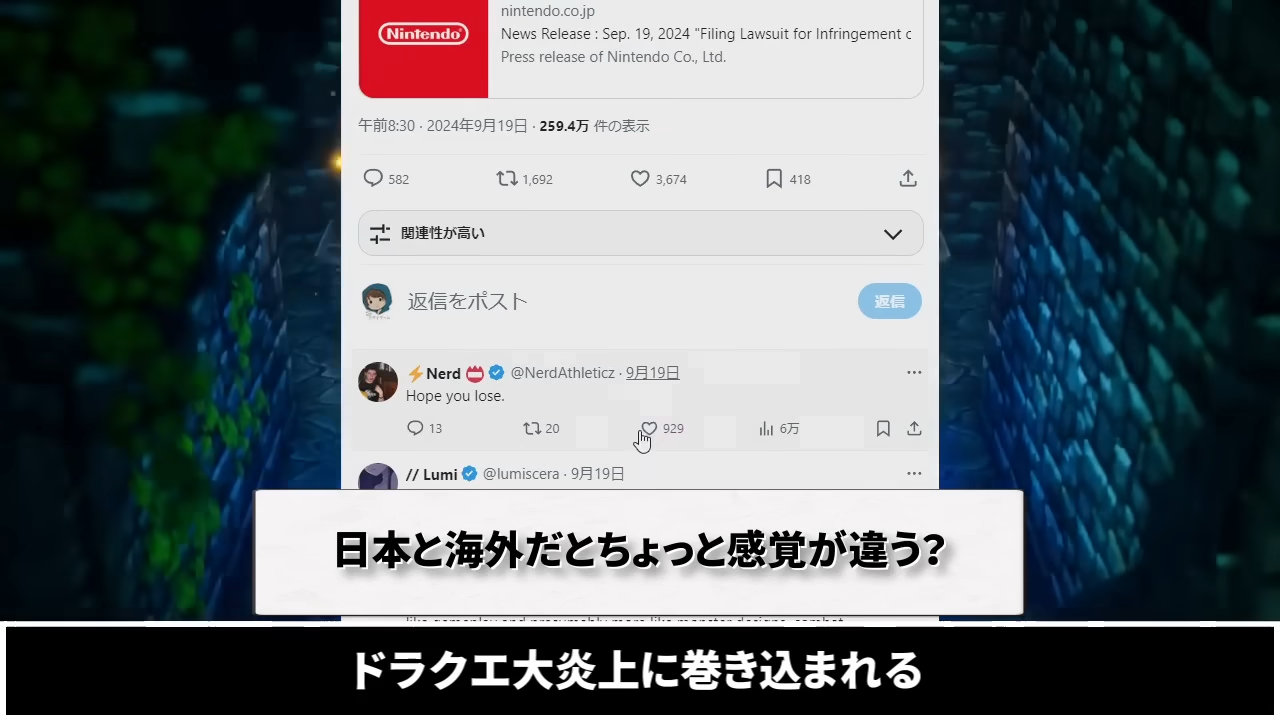 nintendo.co.jp
Nintendo
News Release : Sep. 19, 2024 "Filing Lawsuit for Infringement o
Press release of Nintendo Co., Ltd.
午前8:30 · 2024年9月19日 · 259.4万 件の表示
582 1,692 3,674 418
関連性が高い
返信をポスト 返信
Nerd @NerdAthleticz · 9月19日
Hope you lose.
13 20 929 6万
// Lumi @lumiscera · 9月19日
日本と海外だとちょっと感覚が違う?
ドラクエ大炎上に巻き込まれる